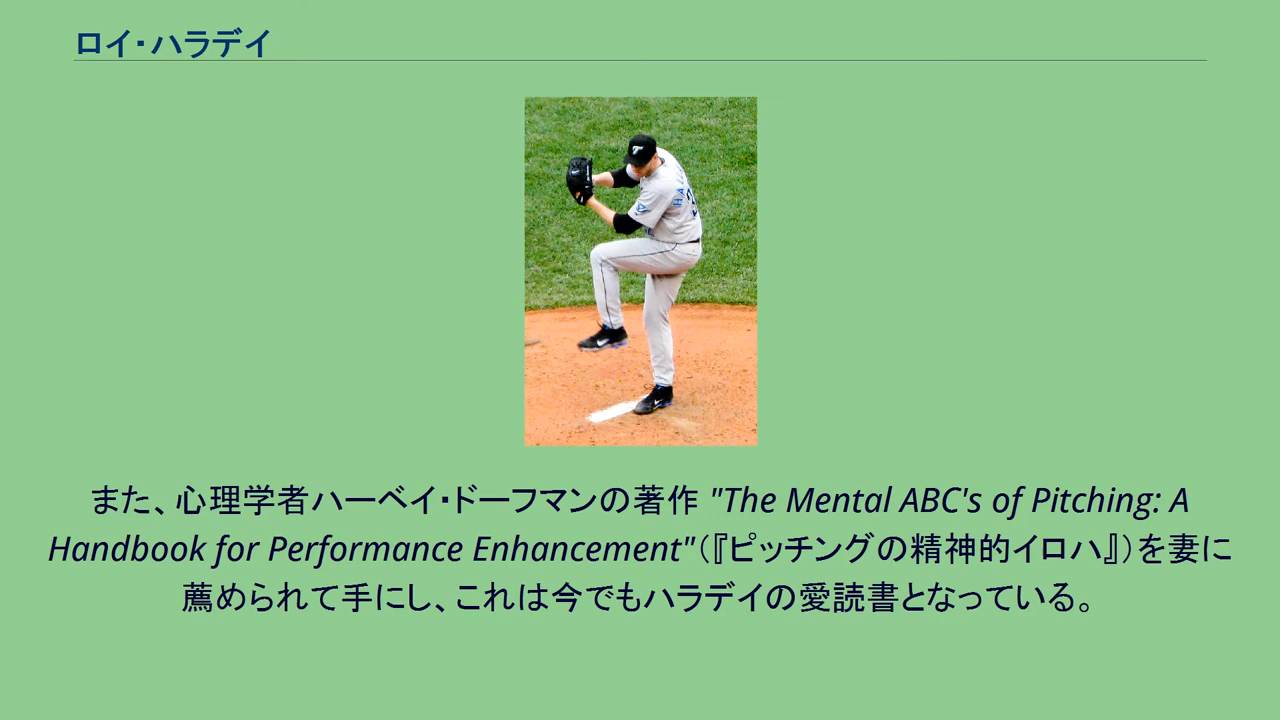 ロイ・ハラデイ
また、心理学者ハーベイ・ドーフマンの著作 "The Mental ABC's of Pitching: A
Handbook for Performance Enhancement"（『ピッチングの精神的イロハ』）を妻に
薦められて手にし、これは今でもハラデイの愛読書となっている。